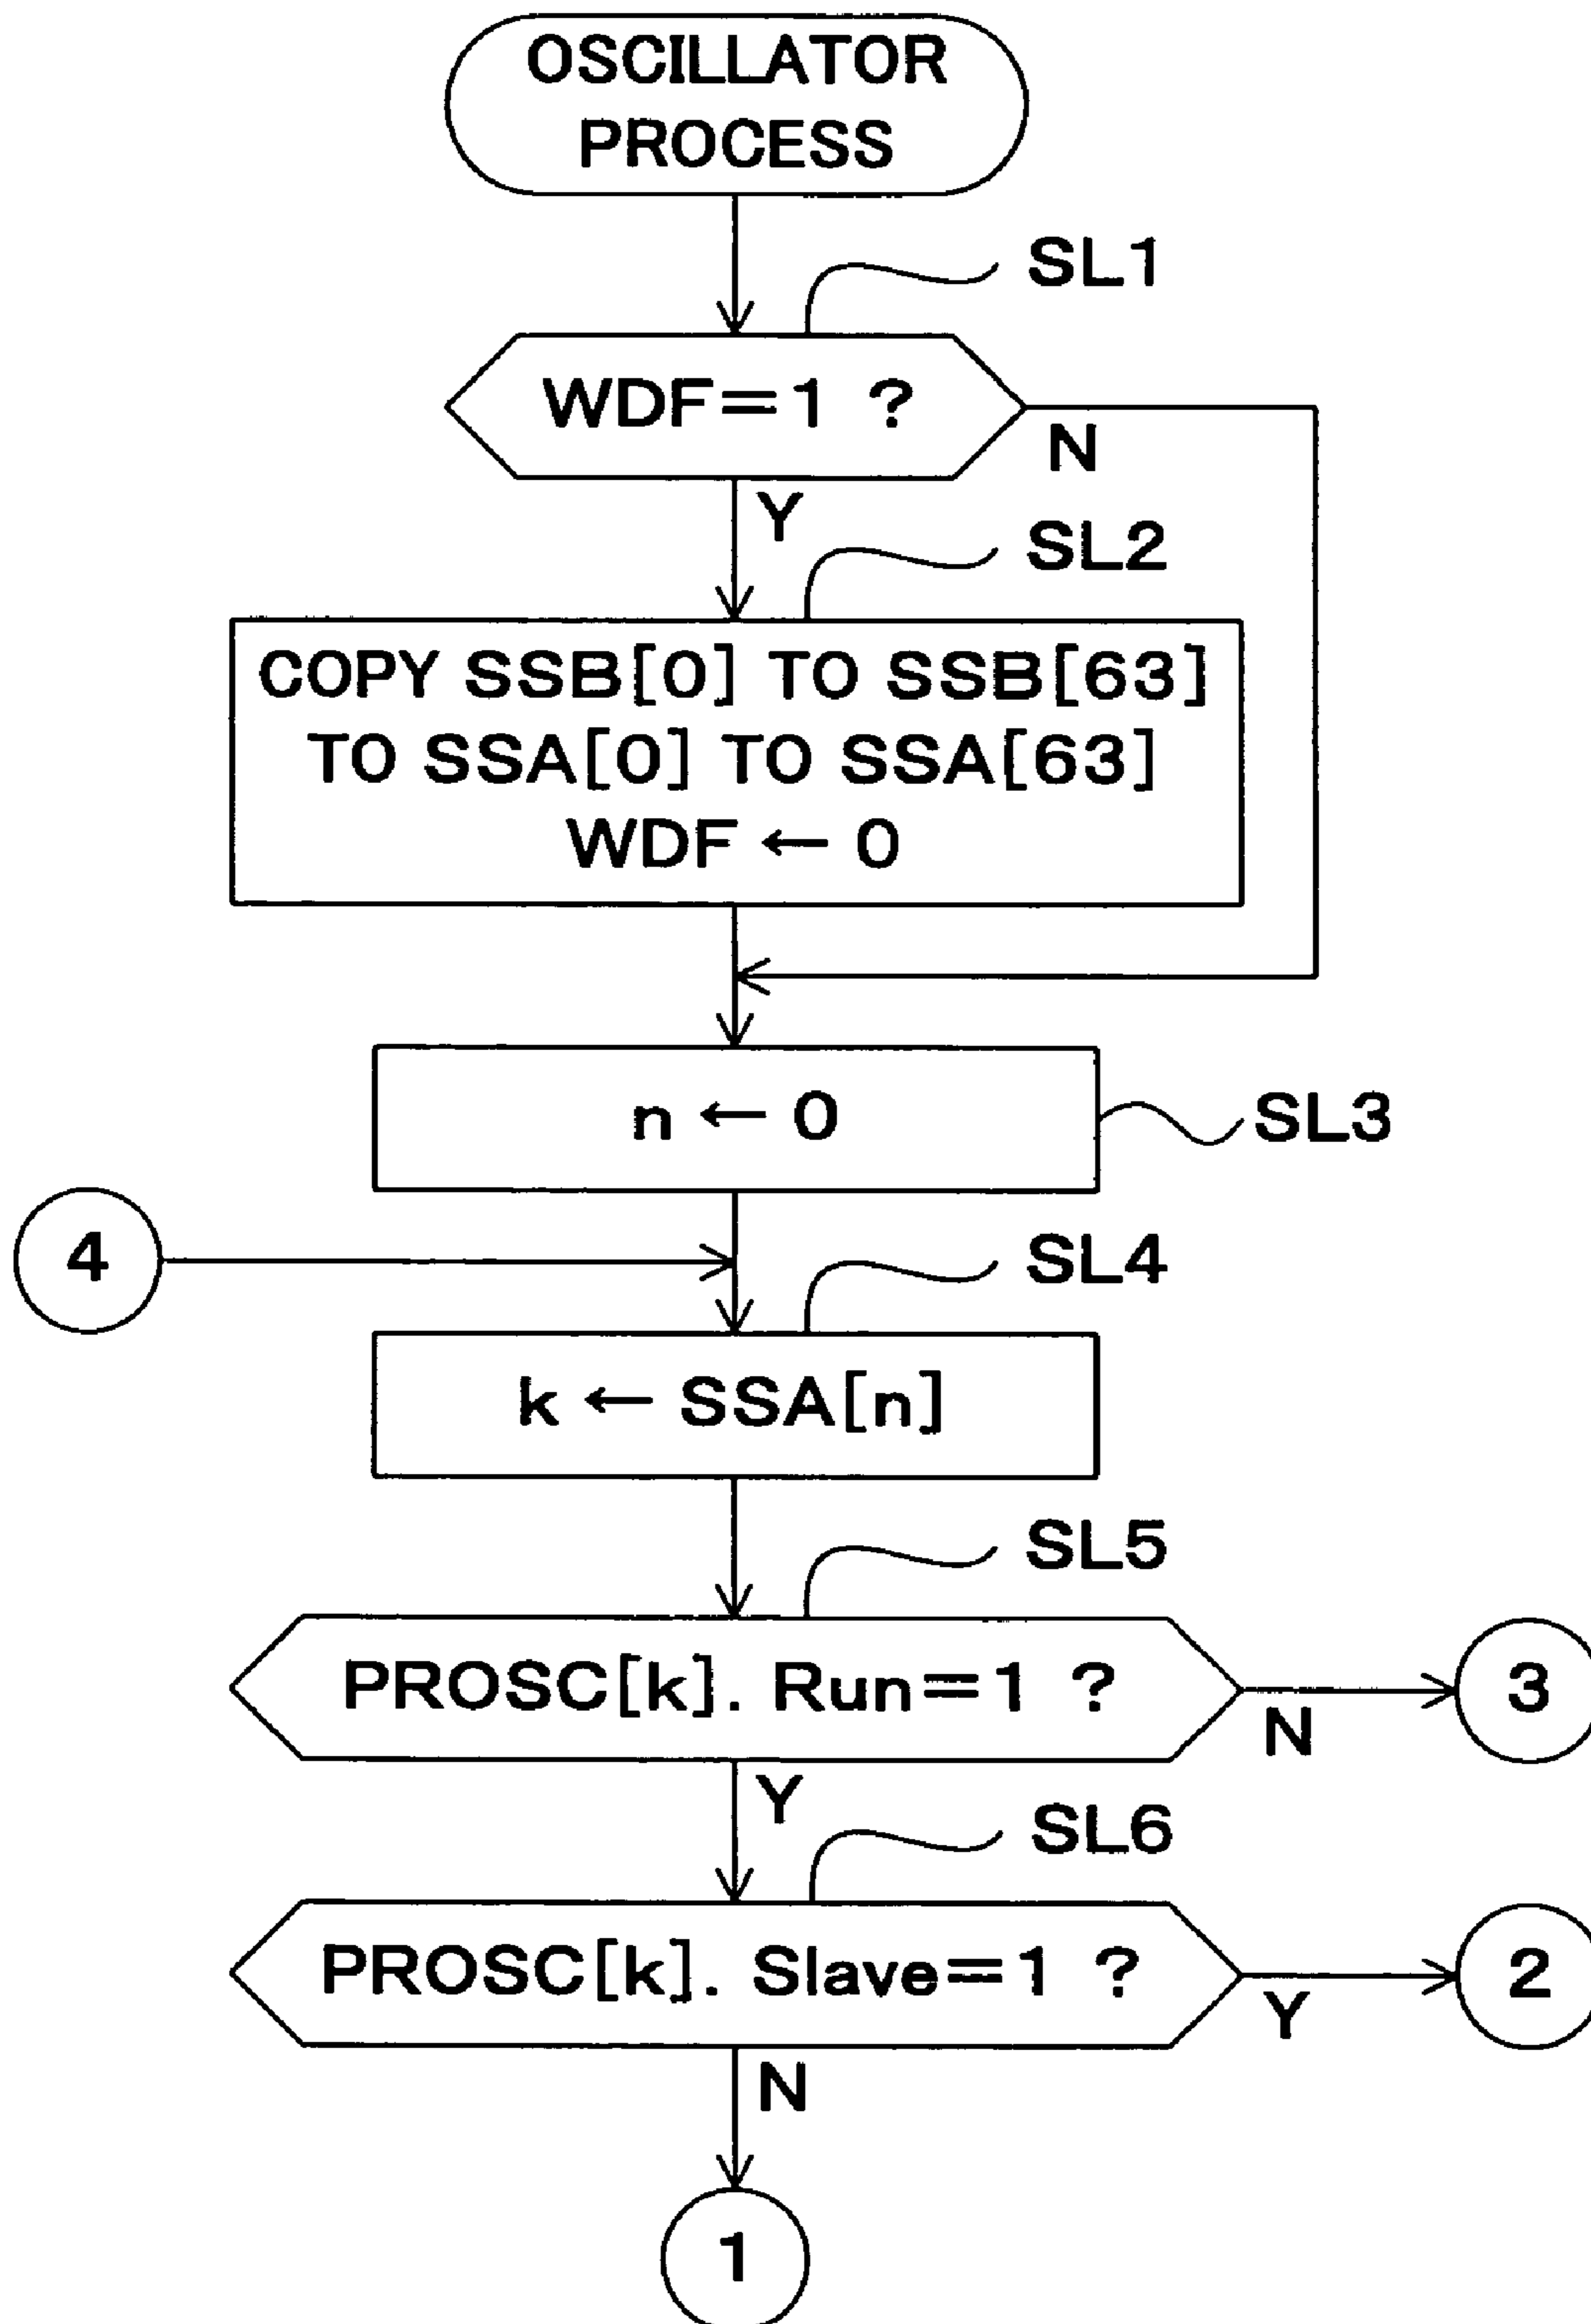 OSCILLATOR
PROCESS
SL1
WDF=1 ?
N
Y
SL2
COPY SSB[0] TO SSB[63]
TO SSA[0] TO SSA[63]
WDF ← 0
n ← 0
SL3
4
SL4
k ← SSA[n]
SL5
PROSC[k]. Run=1 ?
3
N
Y
SL6
PROSC[k]. Slave=1 ?
2
Y
N
1